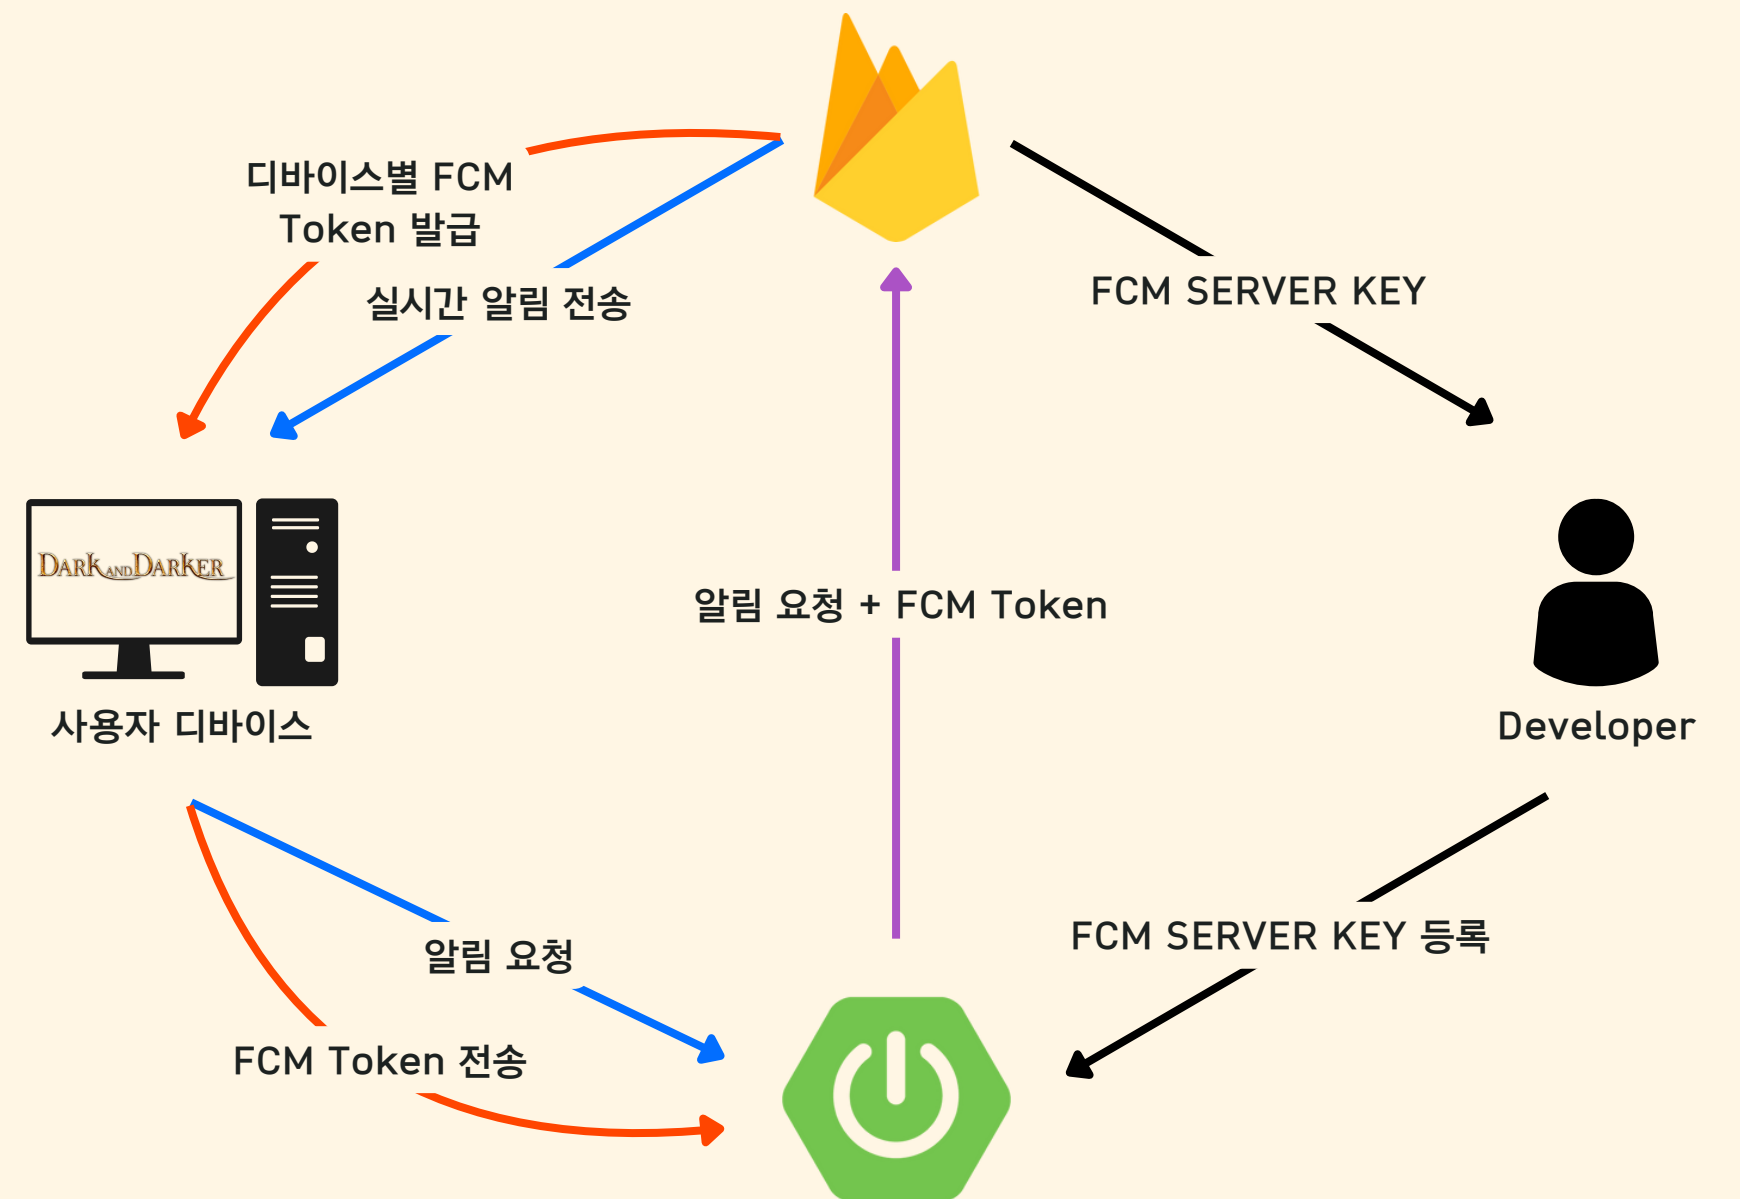 디바이스별 FCM
Token 발급
실시간 알림 전송
FCM SERVER KEY
DARK AND DARKER
알림 요청 + FCM Token
사용자 디바이스
Developer
알림 요청
FCM SERVER KEY 등록
FCM Token 전송